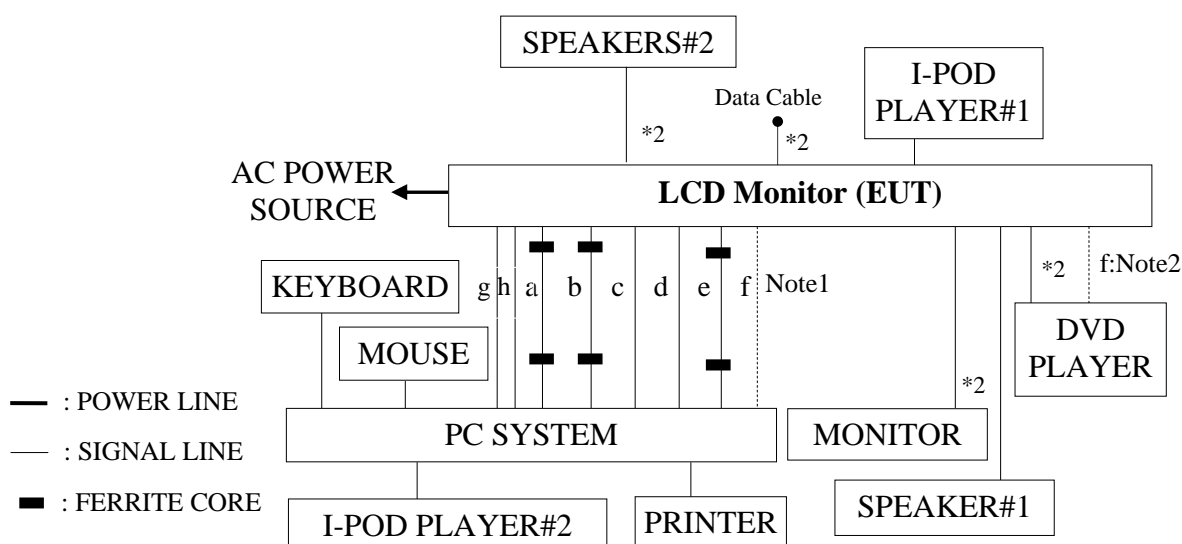 SPEAKERS#2
I-POD
PLAYER#1
Data Cable
*2
*2
AC POWER
SOURCE
LCD Monitor (EUT)
KEYBOARD
g h a b c d e f Note1
*2
f:Note2
MOUSE
DVD
PLAYER
*2
: POWER LINE
PC SYSTEM
MONITOR
: SIGNAL LINE
: FERRITE CORE
I-POD PLAYER#2
PRINTER
SPEAKER#1